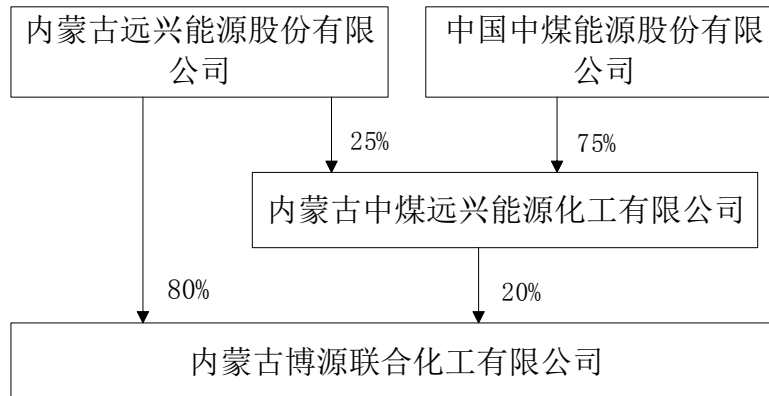 内蒙古远兴能源股份有限
公司
中国中煤能源股份有限
公司
25%
75%
内蒙古中煤远兴能源化工有限公司
80%
20%
内蒙古博源联合化工有限公司